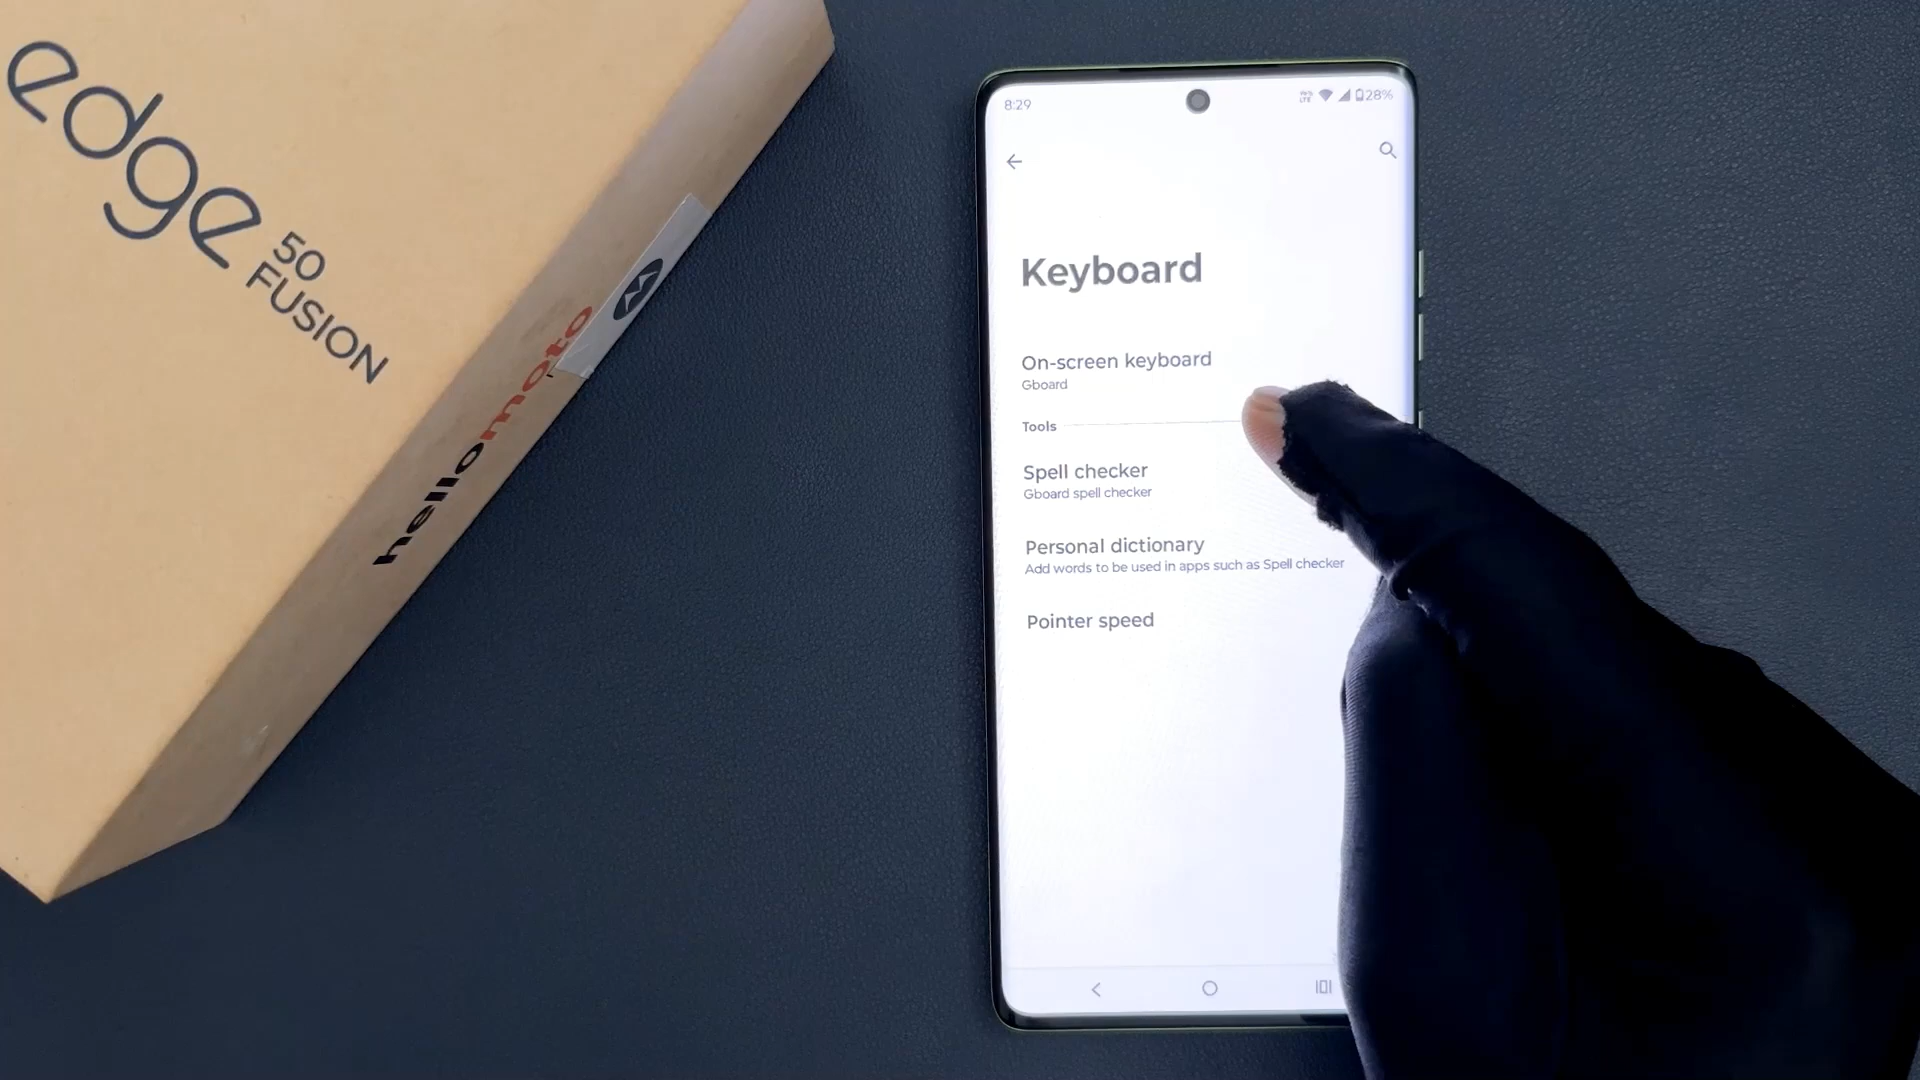 edge
50
FUSION
hellomoto
8:29
28%
Keyboard
On-screen keyboard
Gboard
Tools
Spell checker
Gboard spell checker
Personal dictionary
Add words to be used in apps such as Spell checker
Pointer speed